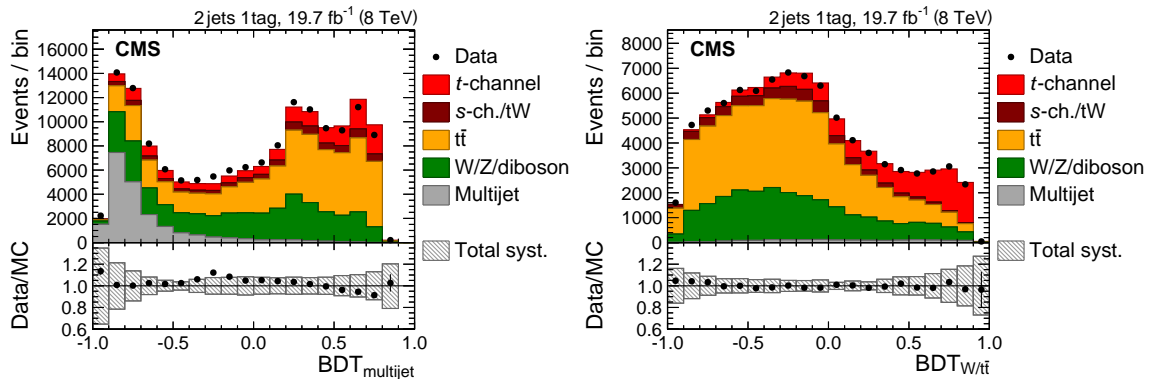 2 jets 1 tag, 19.7 fb⁻¹ (8 TeV)
Events / bin
16000
14000
12000
10000
8000
6000
4000
2000
0
CMS
Data
t-channel
s-ch./tW
tt̄
W/Z/diboson
Multijet
Data/MC
1.2
1.0
0.8
0.6
Total syst.
-1.0 -0.5 0.0 0.5 1.0
BDT_multijet
2 jets 1 tag, 19.7 fb⁻¹ (8 TeV)
Events / bin
8000
7000
6000
5000
4000
3000
2000
1000
0
CMS
Data
t-channel
s-ch./tW
tt̄
W/Z/diboson
Multijet
Data/MC
1.2
1.0
0.8
0.6
Total syst.
-1.0 -0.5 0.0 0.5 1.0
BDT_W/tt̄